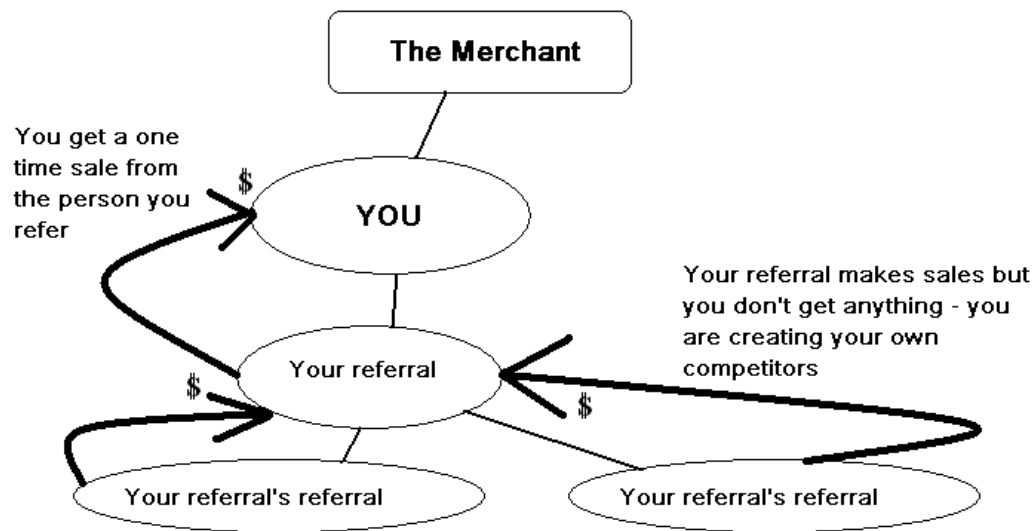 The Merchant
You get a one
time sale from
the person you
refer
$
YOU
Your referral makes sales but
you don't get anything - you
are creating your own
competitors
Your referral
$
$
Your referral's referral
Your referral's referral